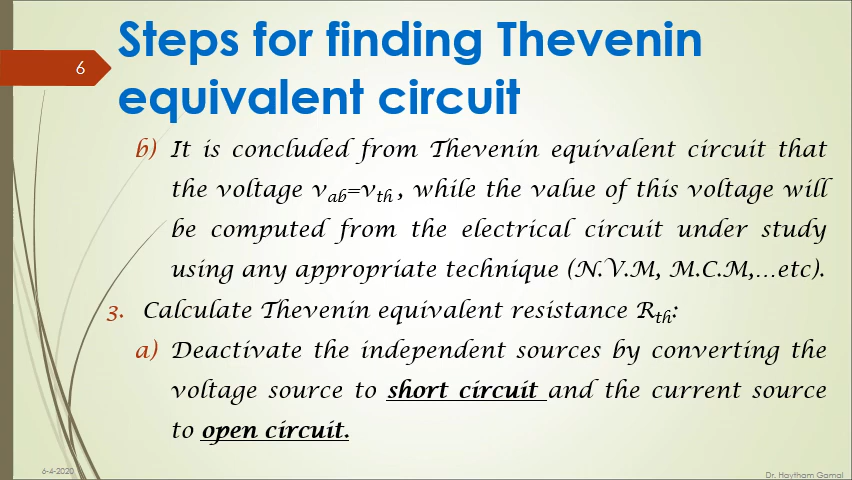 Steps for finding Thevenin
equivalent circuit
6
b) It is concluded from Thevenin equivalent circuit that
the voltage vab=vth , while the value of this voltage will
be computed from the electrical circuit under study
using any appropriate technique (N.V.M, M.C.M,…etc).
3. Calculate Thevenin equivalent resistance Rth:
a) Deactivate the independent sources by converting the
voltage source to short circuit and the current source
to open circuit.
6-4-2020
Dr. Haytham Gamal